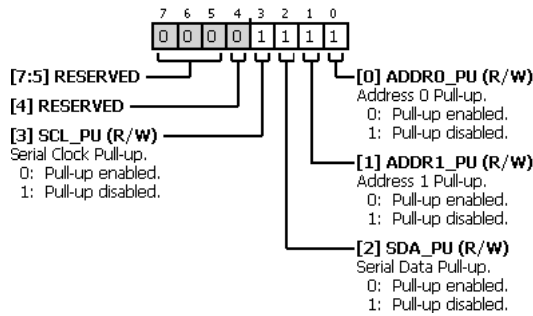 7 6 5 4 3 2 1 0
0 0 0 0 1 1 1 1
[7:5] RESERVED
[4] RESERVED
[3] SCL_PU (R/W)
Serial Clock Pull-up.
0: Pull-up enabled.
1: Pull-up disabled.
[0] ADDR0_PU (R/W)
Address 0 Pull-up.
0: Pull-up enabled.
1: Pull-up disabled.
[1] ADDR1_PU (R/W)
Address 1 Pull-up.
0: Pull-up enabled.
1: Pull-up disabled.
[2] SDA_PU (R/W)
Serial Data Pull-up.
0: Pull-up enabled.
1: Pull-up disabled.